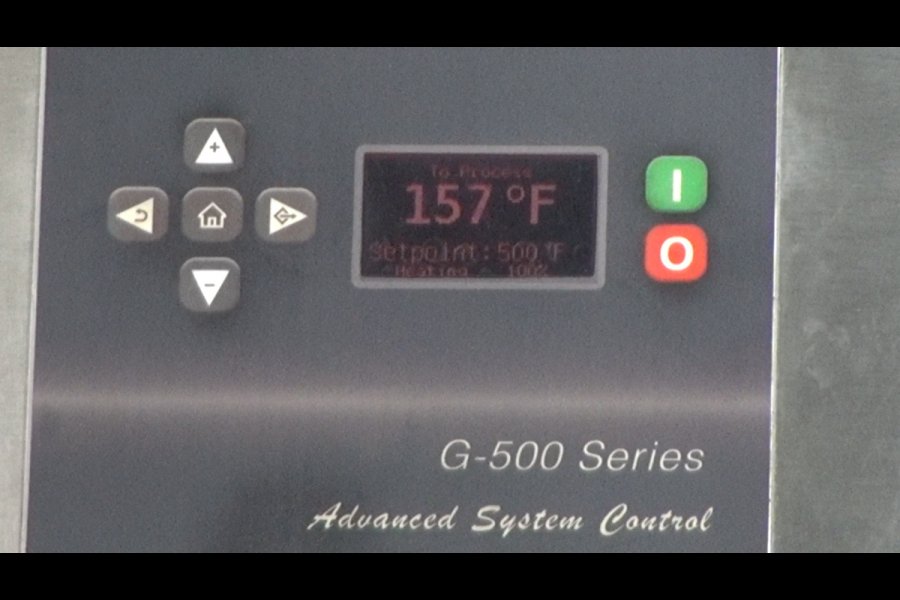 To Process
157 °F
Setpoint: 500 °F
Heating 100%
+
-
I
O
G-500 Series
Advanced System Control